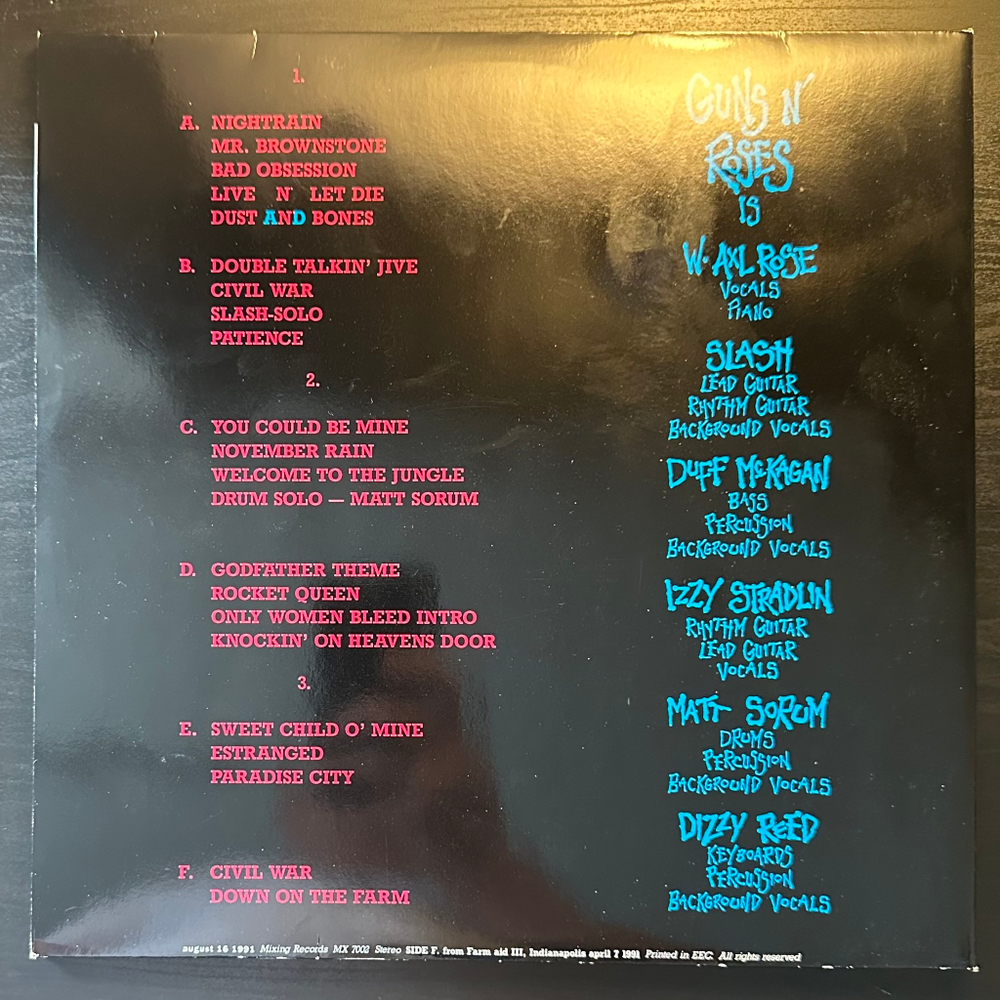 1.
A. NIGHTRAIN
MR. BROWNSTONE
BAD OBSESSION
LIVE N' LET DIE
DUST AND BONES
B. DOUBLE TALKIN' JIVE
CIVIL WAR
SLASH-SOLO
PATIENCE
2.
C. YOU COULD BE MINE
NOVEMBER RAIN
WELCOME TO THE JUNGLE
DRUM SOLO — MATT SORUM
D. GODFATHER THEME
ROCKET QUEEN
ONLY WOMEN BLEED INTRO
KNOCKIN' ON HEAVENS DOOR
3.
E. SWEET CHILD O' MINE
ESTRANGED
PARADISE CITY
F. CIVIL WAR
DOWN ON THE FARM
GUNS N'
ROSES
IS
W. AXL ROSE
VOCALS
PIANO
SLASH
LEAD GUITAR
RHYTHM GUITAR
BACKGROUND VOCALS
DUFF McKAGAN
BASS
PERCUSSION
BACKGROUND VOCALS
IZZY STRADLIN
RHYTHM GUITAR
LEAD GUITAR
VOCALS
MATT SORUM
DRUMS
PERCUSSION
BACKGROUND VOCALS
DIZZY REED
KEYBOARDS
PERCUSSION
BACKGROUND VOCALS
august 16 1991 Mixing Records MX 7002 Stereo SIDE F. from Farm aid III, Indianapolis april 7 1991 Printed in EEC. All rights reserved